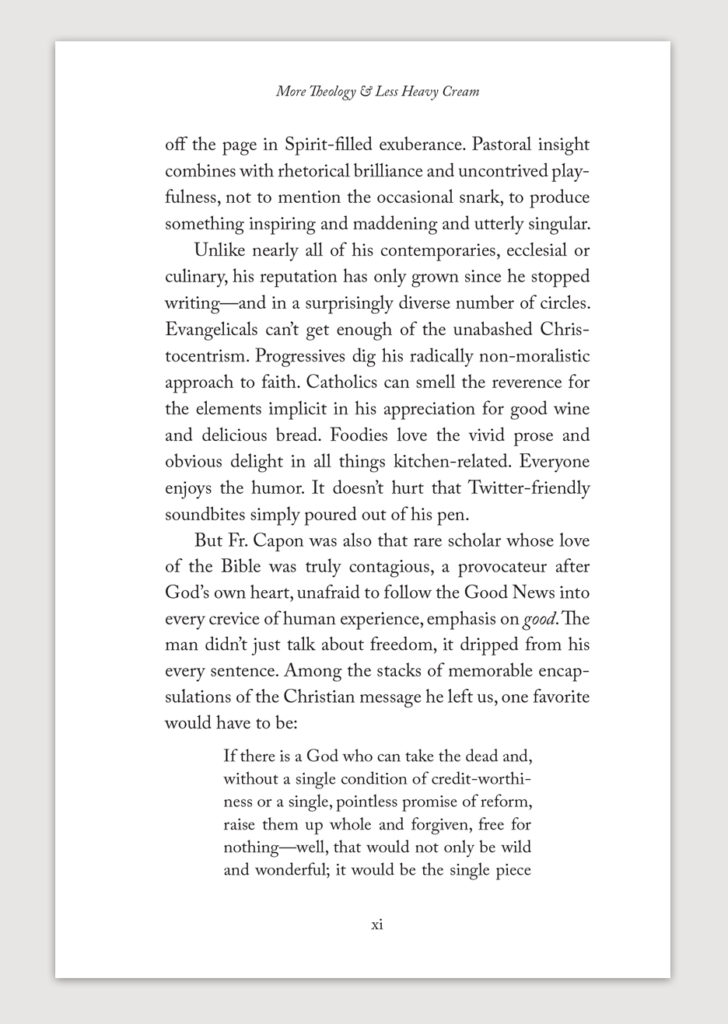 More Theology & Less Heavy Cream
off the page in Spirit-filled exuberance. Pastoral insight
combines with rhetorical brilliance and uncontrived play-
fulness, not to mention the occasional snark, to produce
something inspiring and maddening and utterly singular.
Unlike nearly all of his contemporaries, ecclesial or
culinary, his reputation has only grown since he stopped
writing—and in a surprisingly diverse number of circles.
Evangelicals can’t get enough of the unabashed Chris-
tocentrism. Progressives dig his radically non-moralistic
approach to faith. Catholics can smell the reverence for
the elements implicit in his appreciation for good wine
and delicious bread. Foodies love the vivid prose and
obvious delight in all things kitchen-related. Everyone
enjoys the humor. It doesn’t hurt that Twitter-friendly
soundbites simply poured out of his pen.
But Fr. Capon was also that rare scholar whose love
of the Bible was truly contagious, a provocateur after
God’s own heart, unafraid to follow the Good News into
every crevice of human experience, emphasis on good. The
man didn’t just talk about freedom, it dripped from his
every sentence. Among the stacks of memorable encap-
sulations of the Christian message he left us, one favorite
would have to be:
If there is a God who can take the dead and,
without a single condition of credit-worthi-
ness or a single, pointless promise of reform,
raise them up whole and forgiven, free for
nothing—well, that would not only be wild
and wonderful; it would be the single piece
xi